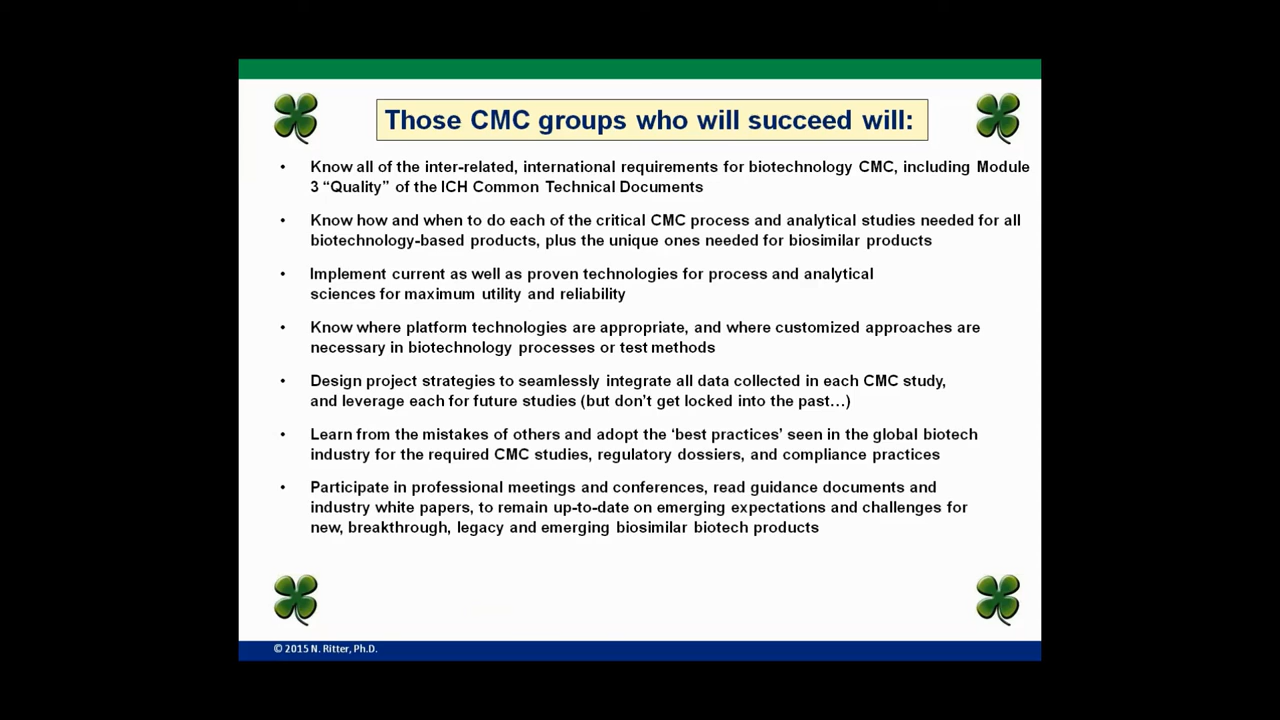 Those CMC groups who will succeed will:
• Know all of the inter-related, international requirements for biotechnology CMC, including Module
3 “Quality” of the ICH Common Technical Documents
• Know how and when to do each of the critical CMC process and analytical studies needed for all
biotechnology-based products, plus the unique ones needed for biosimilar products
• Implement current as well as proven technologies for process and analytical
sciences for maximum utility and reliability
• Know where platform technologies are appropriate, and where customized approaches are
necessary in biotechnology processes or test methods
• Design project strategies to seamlessly integrate all data collected in each CMC study,
and leverage each for future studies (but don’t get locked into the past…)
• Learn from the mistakes of others and adopt the ‘best practices’ seen in the global biotech
industry for the required CMC studies, regulatory dossiers, and compliance practices
• Participate in professional meetings and conferences, read guidance documents and
industry white papers, to remain up-to-date on emerging expectations and challenges for
new, breakthrough, legacy and emerging biosimilar biotech products
© 2015 N. Ritter, Ph.D.